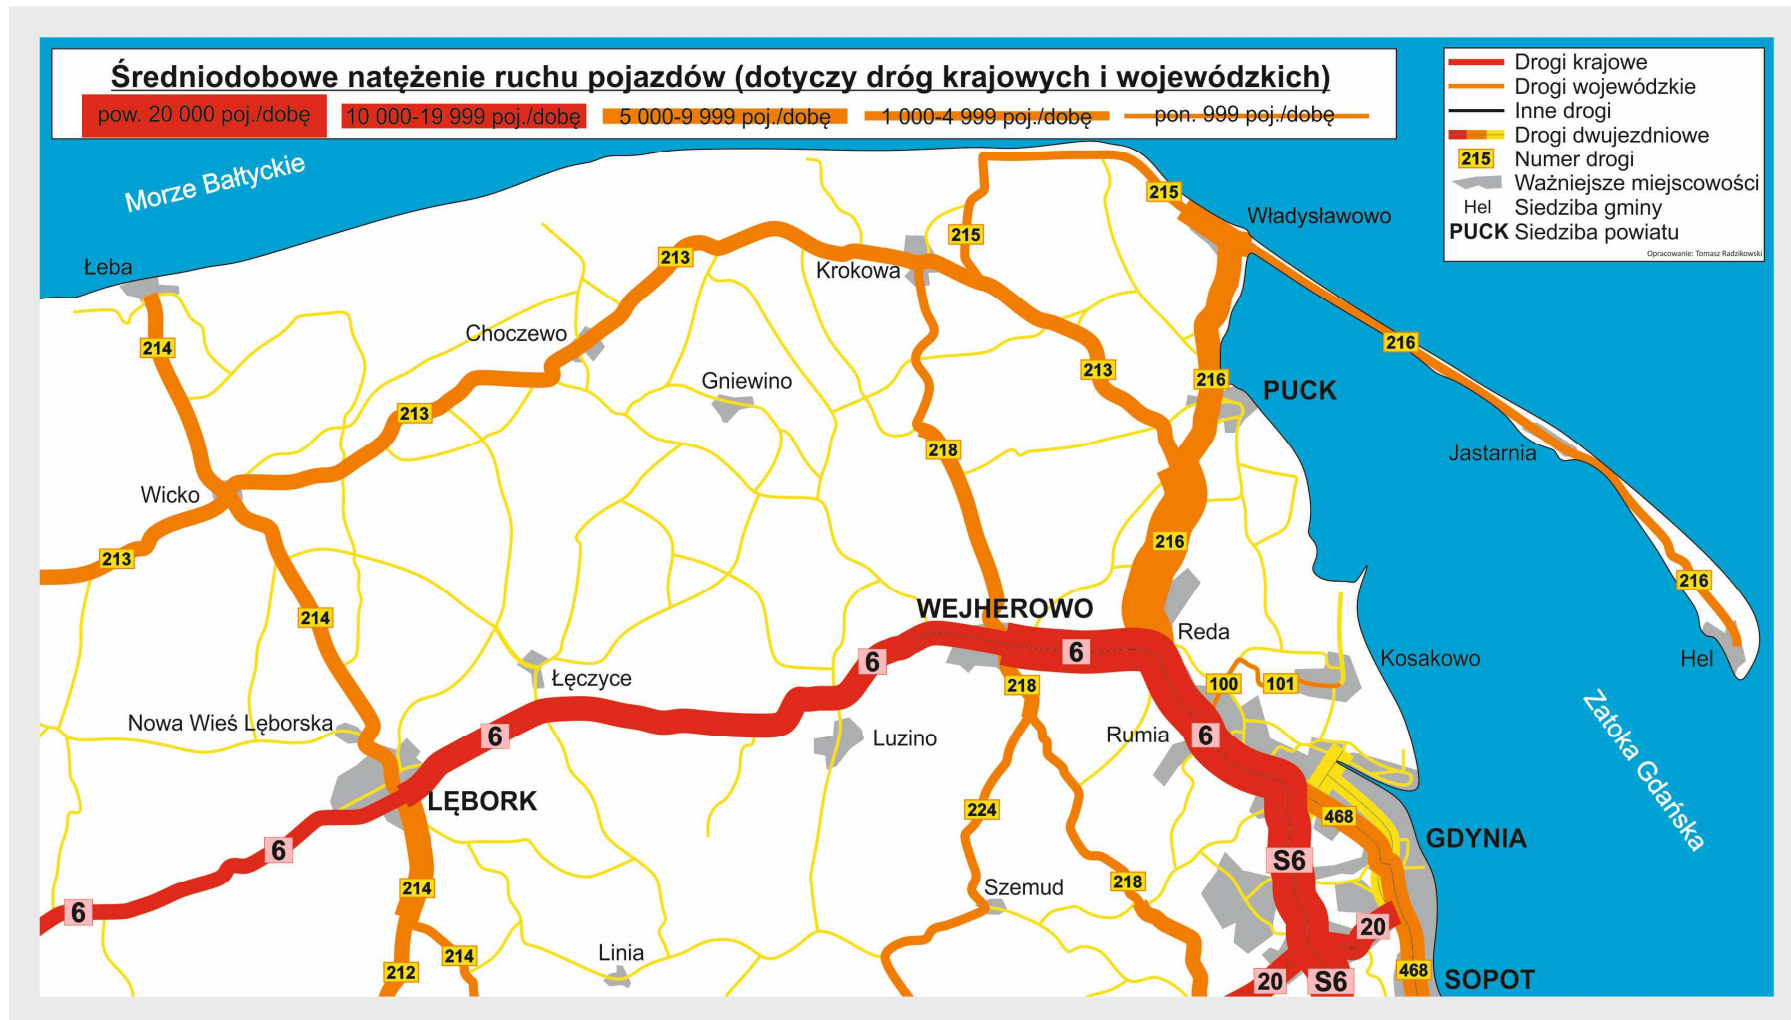 Średniodobowe natężenie ruchu pojazdów (dotyczy dróg krajowych i wojewódzkich)
pow. 20 000 poj./dobę
10 000-19 999 poj./dobę
5 000-9 999 poj./dobę
1 000-4 999 poj./dobę
pon. 999 poj./dobę
Drogi krajowe
Drogi wojewódzkie
Inne drogi
Drogi dwujezdniowe
215 Numer drogi
Ważniejsze miejscowości
Hel Siedziba gminy
PUCK Siedziba powiatu
Opracowanie: Tomasz Radzikowski
Morze Bałtyckie
215
Władysławowo
215
213
Krokowa
Łeba
Choczewo
214
216
213
216
Gniewino
PUCK
213
218
Jastarnia
Wicko
216
213
216
WEJHEROWO
214
Reda
6
6
Kosakowo
Hel
Łęczyce
218
100
101
Nowa Wieś Lęborska
6
Luzino
Rumia
6
Zatoka Gdańska
LĘBORK
224
468
GDYNIA
6
S6
214
Szemud
218
6
20
Linia
214
212
20
S6
468
SOPOT